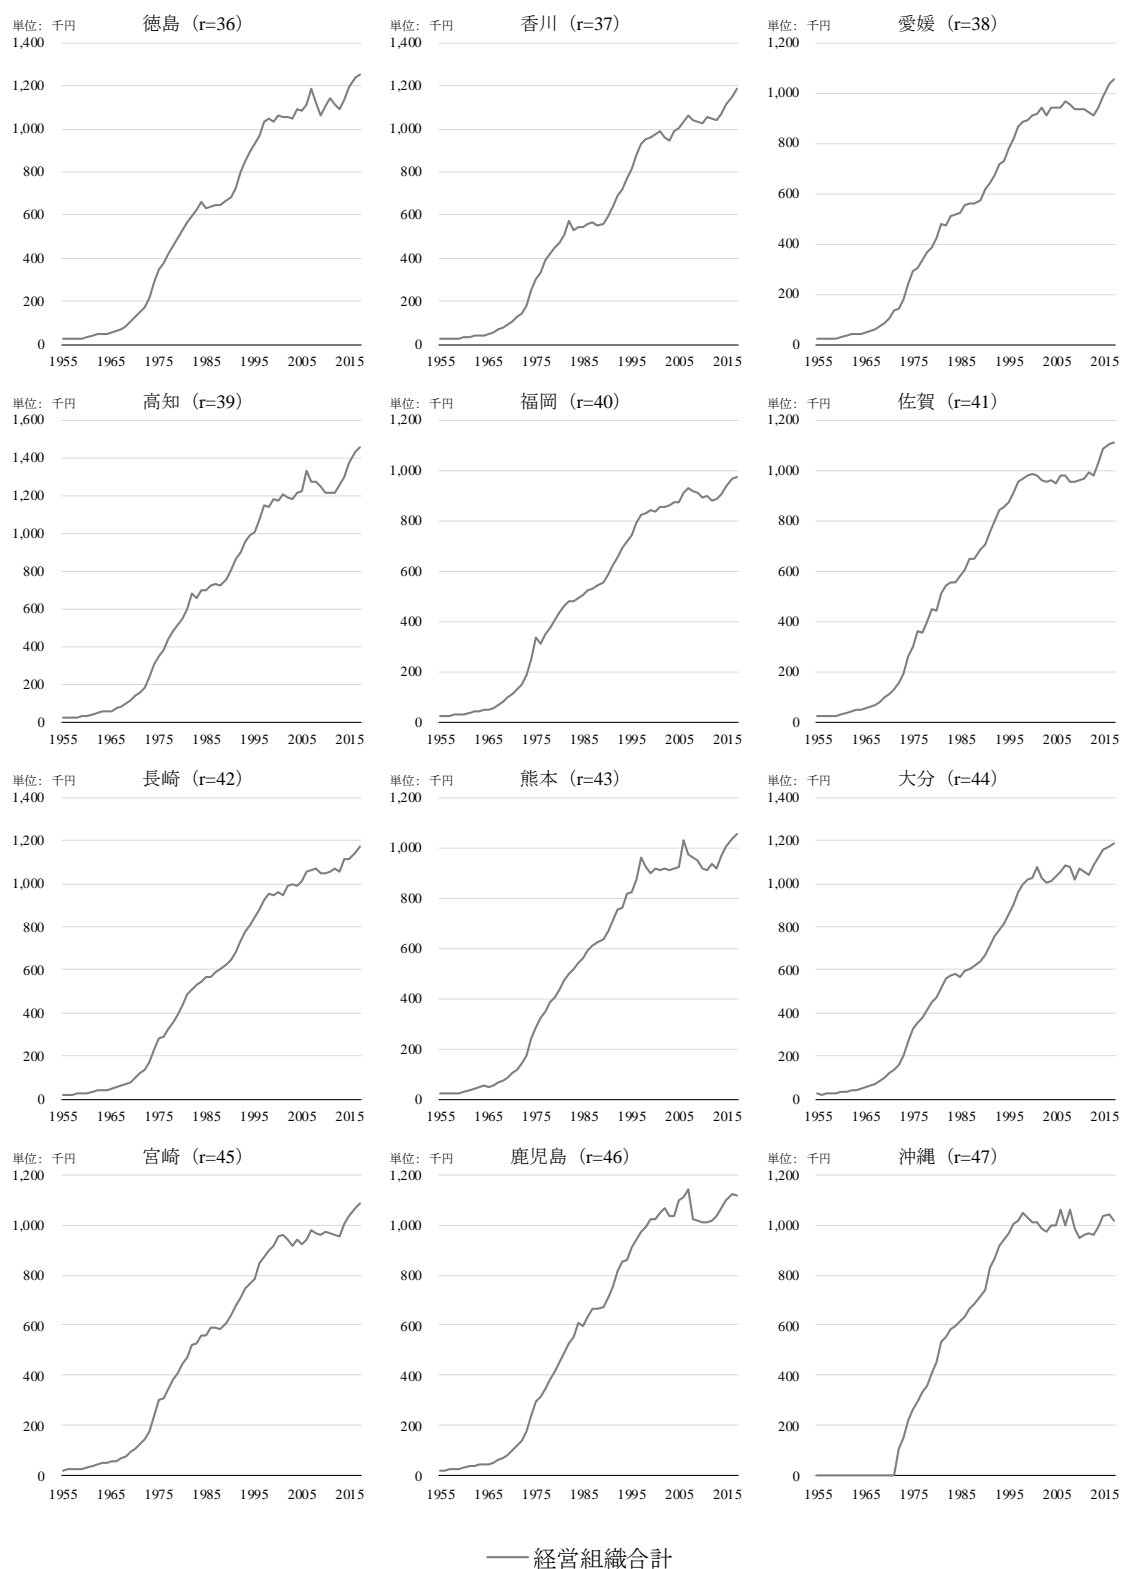 単位：千円 徳島（r=36） 単位：千円 香川（r=37） 単位：千円 愛媛（r=38）
1,400 1,400 1,200
1,200 1,200 1,000
1,000 1,000 800
800 800 600
600 600 400
400 400 200
200 200 0
0 0
1955 1965 1975 1985 1995 2005 2015 1955 1965 1975 1985 1995 2005 2015 1955 1965 1975 1985 1995 2005 2015
単位：千円 高知（r=39） 単位：千円 福岡（r=40） 単位：千円 佐賀（r=41）
1,600 1,200 1,200
1,400 1,000 1,000
1,200 800 800
1,000 600 600
800 400 400
600 200 200
400 0 0
200
0
1955 1965 1975 1985 1995 2005 2015 1955 1965 1975 1985 1995 2005 2015 1955 1965 1975 1985 1995 2005 2015
単位：千円 長崎（r=42） 単位：千円 熊本（r=43） 単位：千円 大分（r=44）
1,400 1,200 1,400
1,200 1,000 1,200
1,000 800 1,000
800 600 800
600 400 600
400 200 400
200 0 200
0 0
1955 1965 1975 1985 1995 2005 2015 1955 1965 1975 1985 1995 2005 2015 1955 1965 1975 1985 1995 2005 2015
単位：千円 宮崎（r=45） 単位：千円 鹿児島（r=46） 単位：千円 沖縄（r=47）
1,200 1,200 1,200
1,000 1,000 1,000
800 800 800
600 600 600
400 400 400
200 200 200
0 0 0
1955 1965 1975 1985 1995 2005 2015 1955 1965 1975 1985 1995 2005 2015 1955 1965 1975 1985 1995 2005 2015
経営組織合計